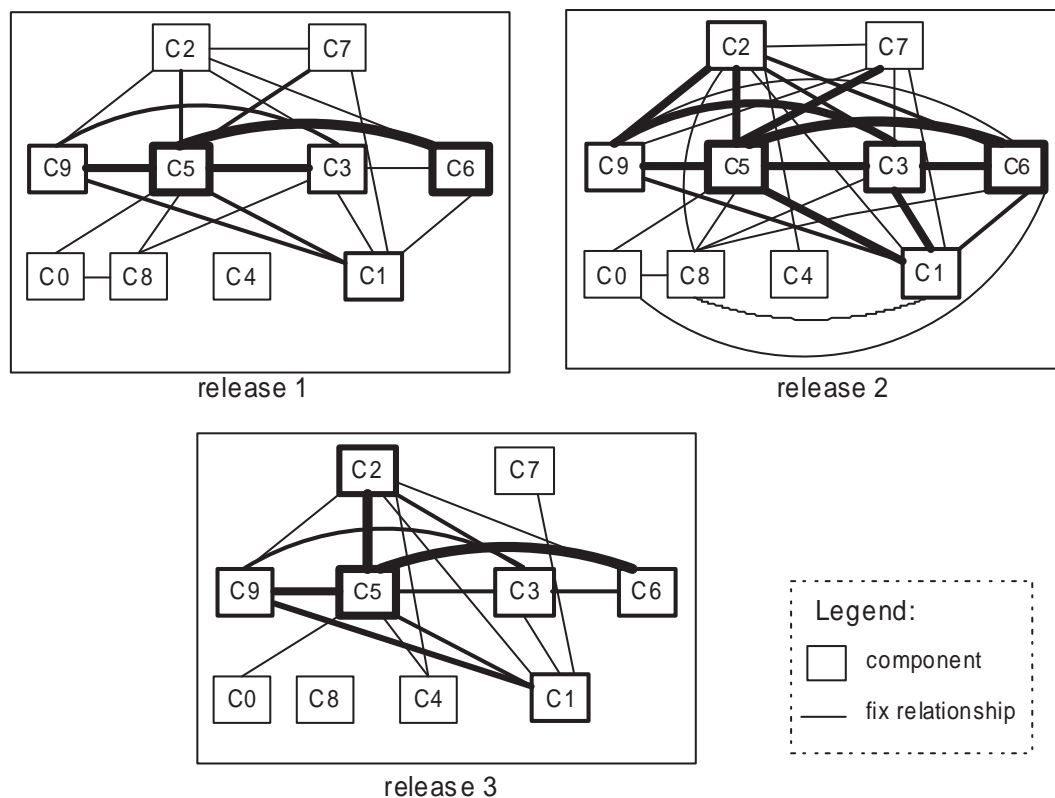 C2 C7
C9 C5 C3 C6
C0 C8 C4 C1
release 1
C2 C7
C9 C5 C3 C6
C0 C8 C4 C1
release 2
C2 C7
C9 C5 C3 C6
C0 C8 C4 C1
release 3
Legend:
component
fix relationship